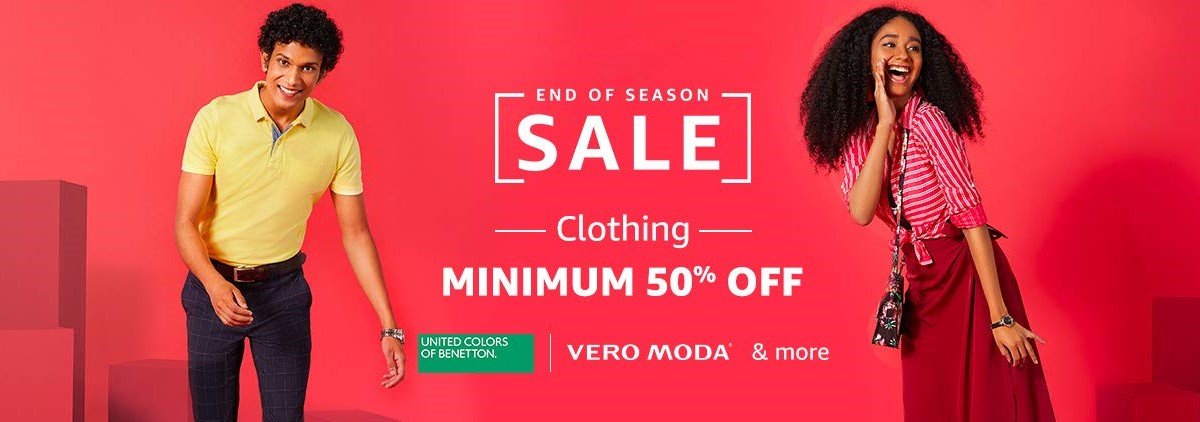 END OF SEASON
SALE
Clothing
MINIMUM 50% OFF
UNITED COLORS
OF BENETTON.
VERO MODA® & more